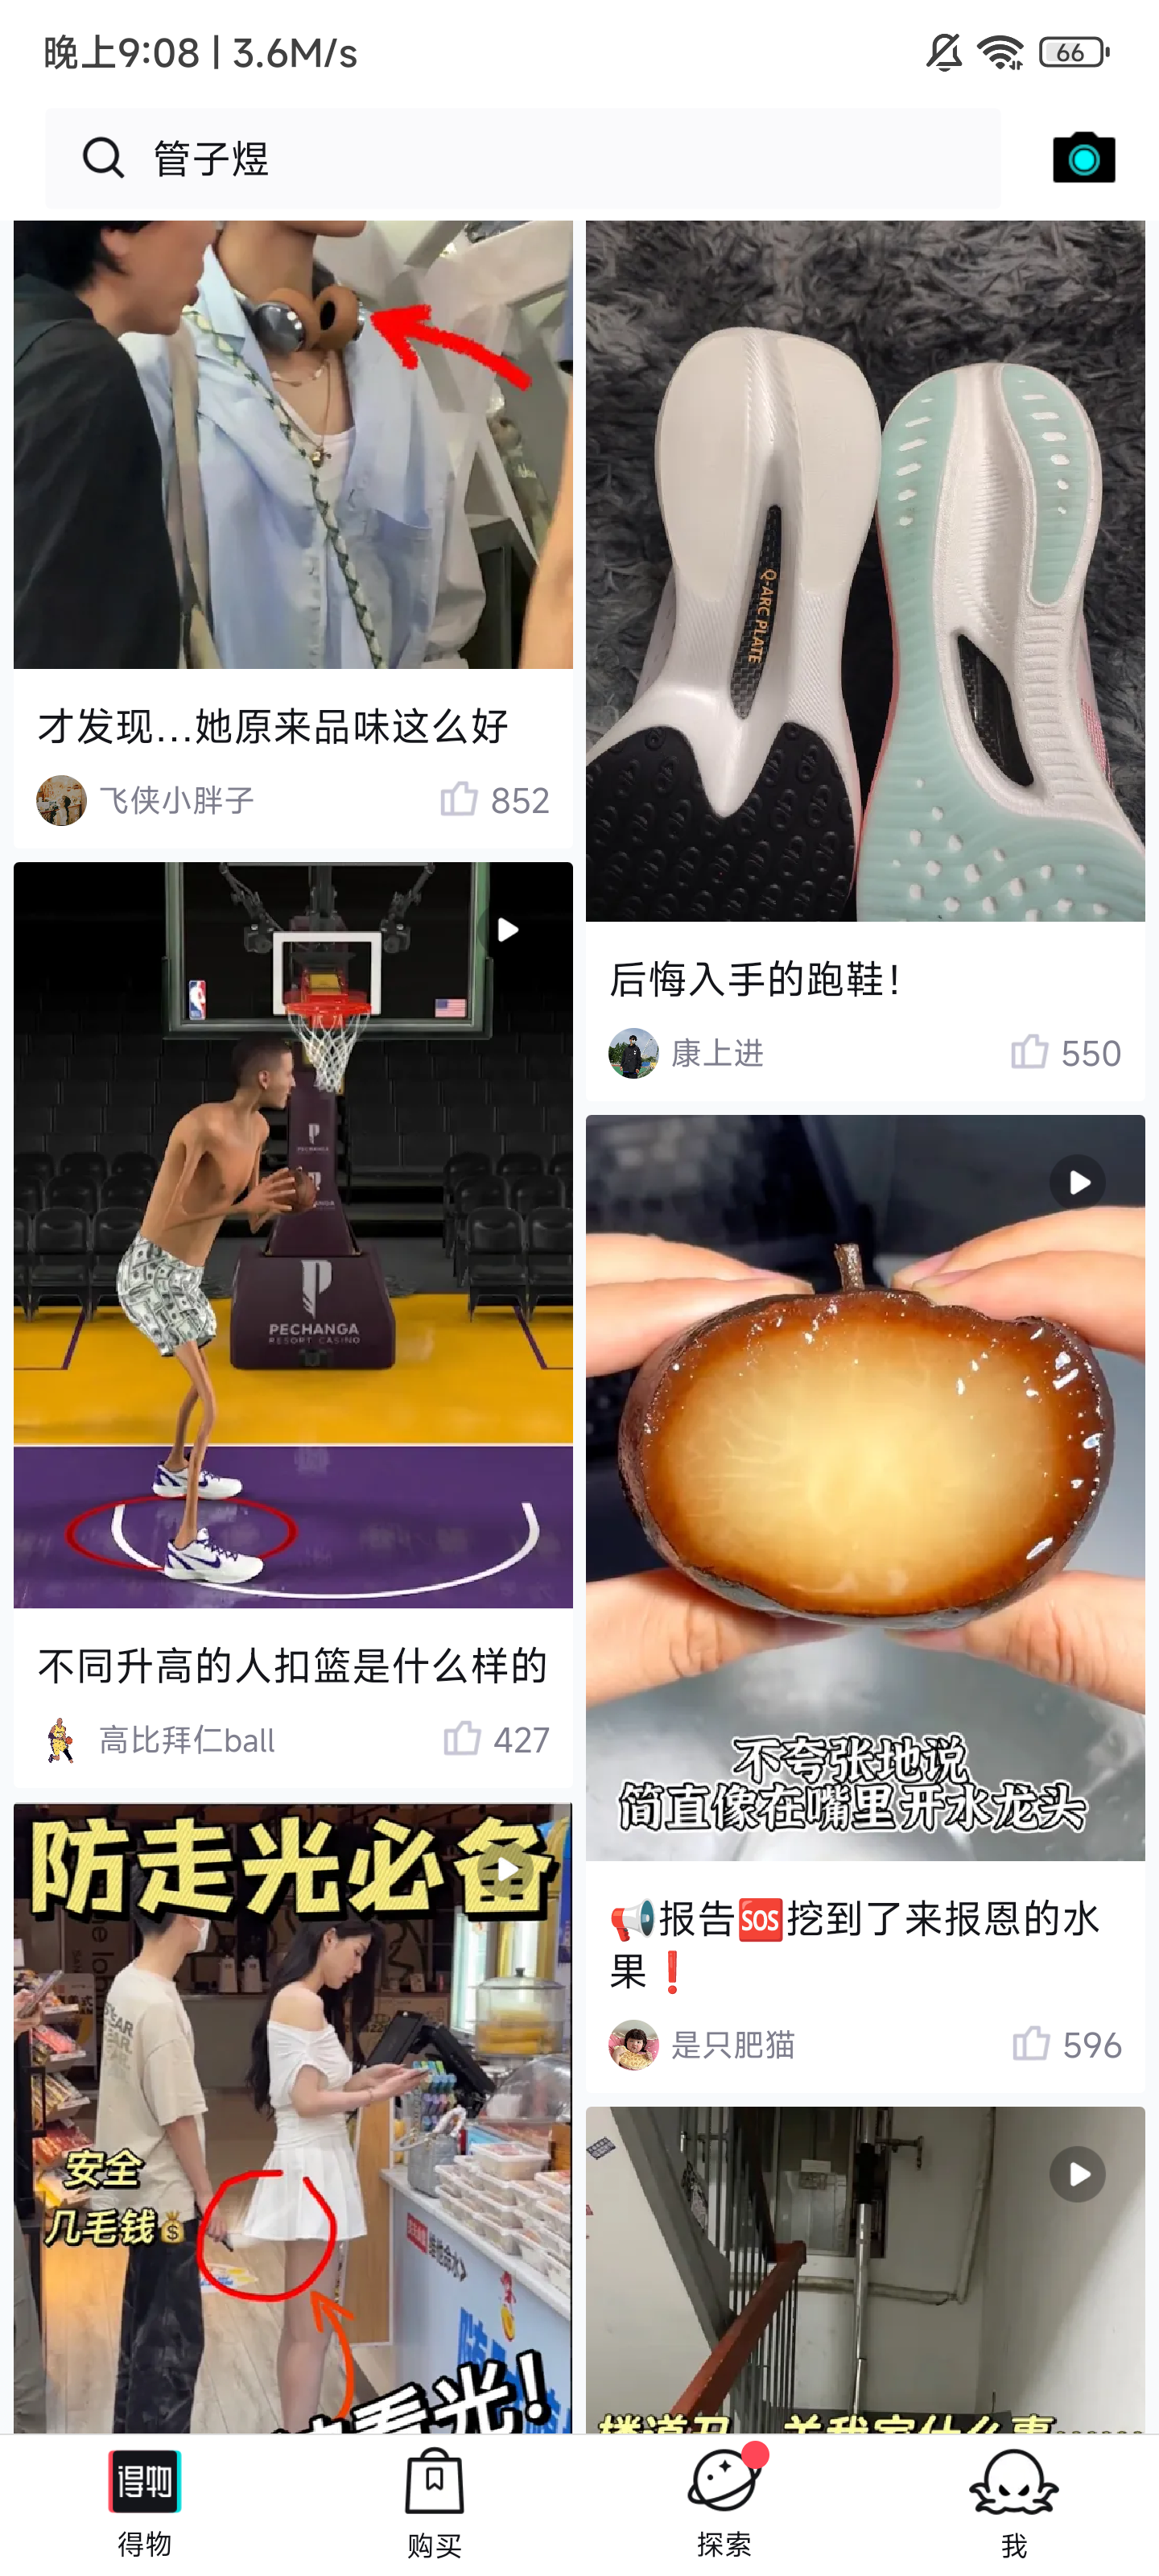 晚上9:08 | 3.6M/s
66
管子煜
才发现...她原来品味这么好
飞侠小胖子
852
Q-ARC PLATE
后悔入手的跑鞋！
康上进
550
P
PECHANGA
RESORT CASINO
不同升高的人扣篮是什么样的
高比拜仁ball
427
不夸张地说
简直像在嘴里开水龙头
📢报告🆘挖到了来报恩的水
果❗
是只肥猫
596
防走光必备
安全
几毛钱💰
看光！
得物
得物
购买
探索
我